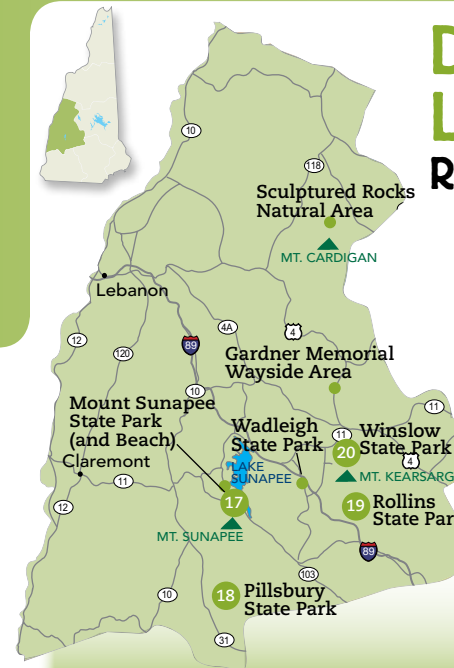 D
L
R
10
118
Sculptured Rocks
Natural Area
MT. CARDIGAN
Lebanon
12
120
4A
4
89
Gardner Memorial
Wayside Area
10
Mount Sunapee
State Park
(and Beach)
Claremont
11
12
Wadleigh
State Park
LAKE
SUNAPEE
17
MT. SUNAPEE
11
11
Winslow
State Park
20
4
MT. KEARSARG
19
Rollins
State Par
89
103
10
18
Pillsbury
State Park
31